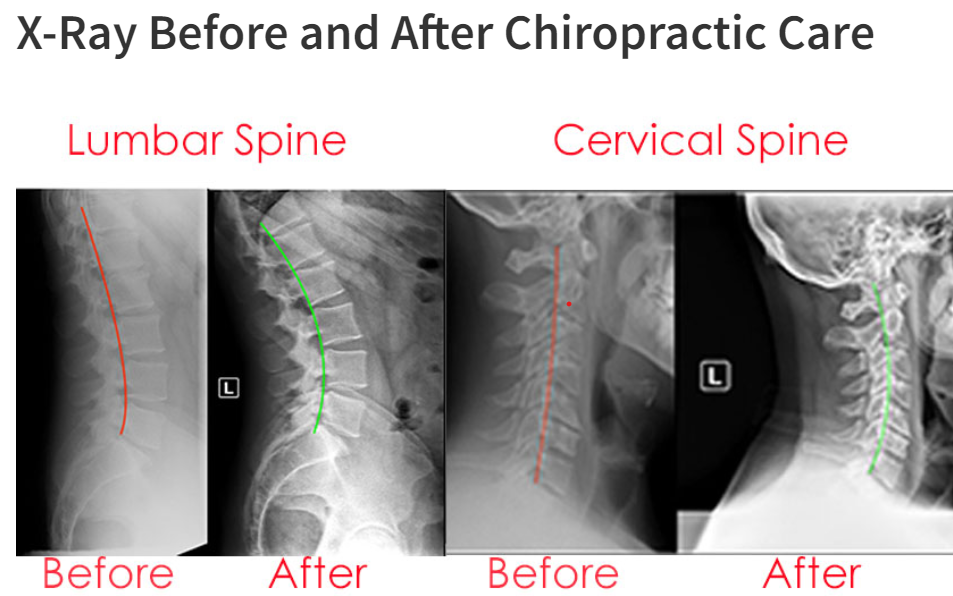 X-Ray Before and After Chiropractic Care
Lumbar Spine
Cervical Spine
L
L
Before
After
Before
After